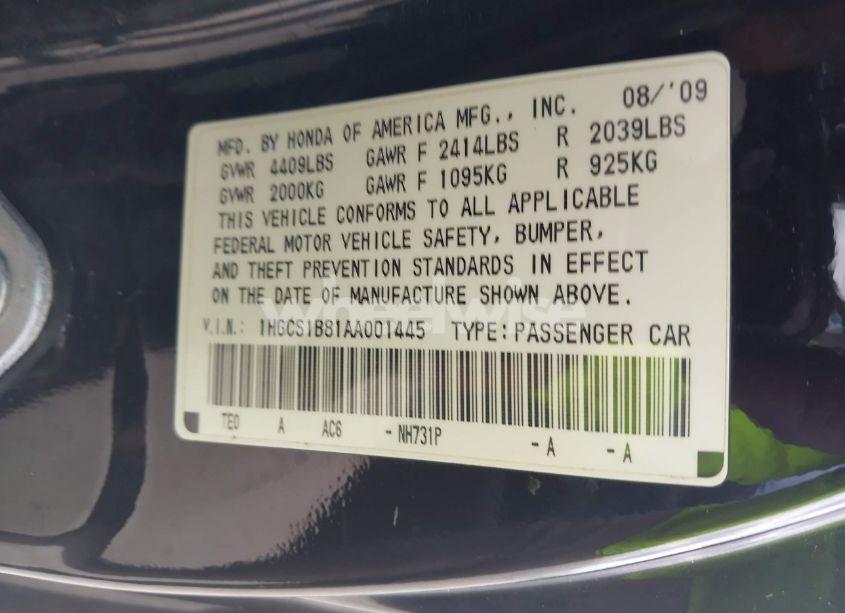 MFD. BY HONDA OF AMERICA MFG., INC. 08/'09
GVWR 4409LBS GAWR F 2414LBS R 2039LBS
GVWR 2000KG GAWR F 1095KG R 925KG
THIS VEHICLE CONFORMS TO ALL APPLICABLE
FEDERAL MOTOR VEHICLE SAFETY, BUMPER,
AND THEFT PREVENTION STANDARDS IN EFFECT
ON THE DATE OF MANUFACTURE SHOWN ABOVE.
wheelwise
V.I.N.: 1HGCS1B81AA001445 TYPE:PASSENGER CAR
TE0 A AC6 -NH731P -A -A